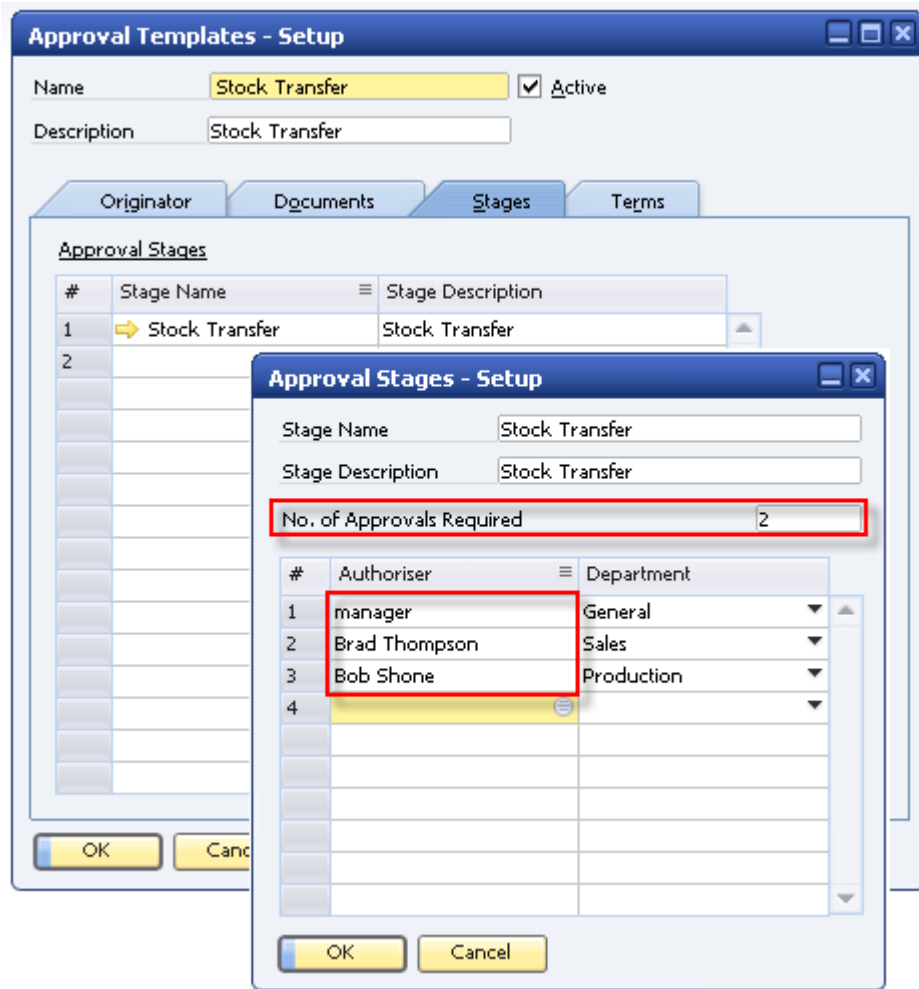 Approval Templates - Setup
Name Stock Transfer Active
Description Stock Transfer
Originator Documents Stages Terms
Approval Stages
# Stage Name Stage Description
1 Stock Transfer Stock Transfer
2
OK Canc
Approval Stages - Setup
Stage Name Stock Transfer
Stage Description Stock Transfer
No. of Approvals Required 2
# Authoriser Department
1 manager General
2 Brad Thompson Sales
3 Bob Shone Production
4
OK Cancel